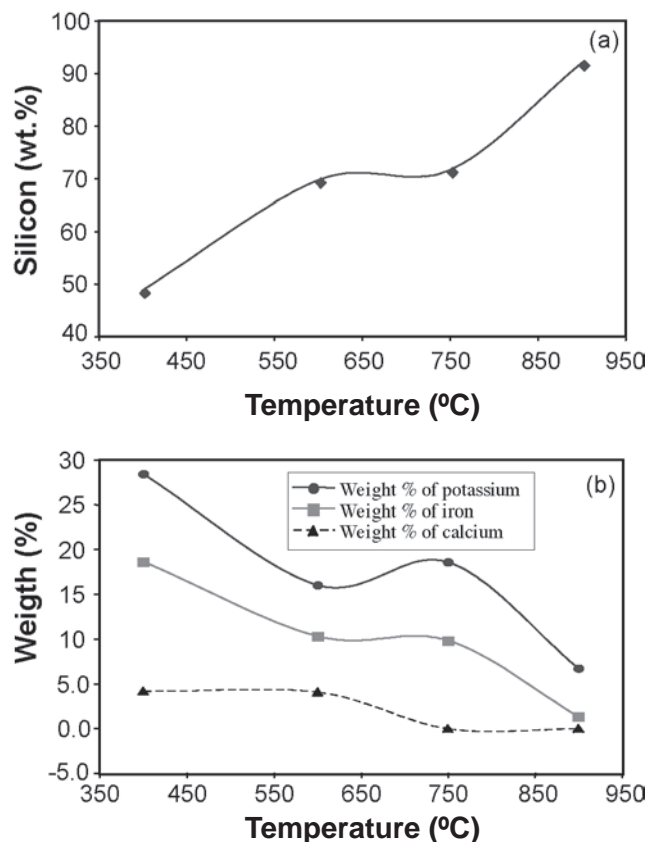 (a)
Silicon (wt.%)
100
90
80
70
60
50
40
350 450 550 650 750 850 950
Temperature (ºC)
(b)
Weigth (%)
30
25
20
15
10
5.0
0.0
-5.0
Weight % of potassium
Weight % of iron
Weight % of calcium
350 450 550 650 750 850 950
Temperature (ºC)